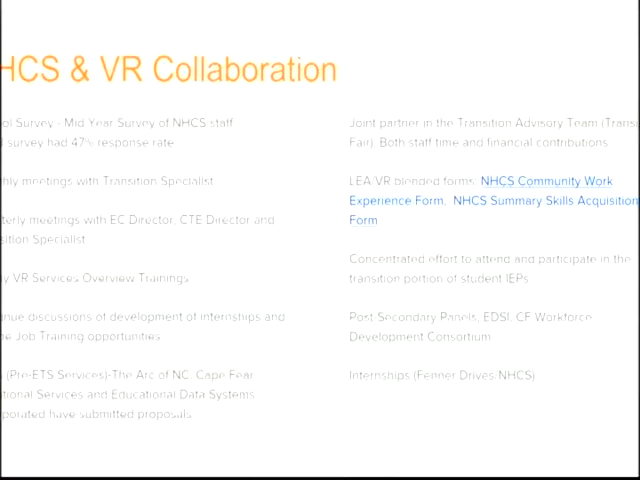 HCS & VR Collaboration
ol Survey - Mid Year Survey of NHCS staff
survey had 47% response rate
hly meetings with Transition Specialist
terly meetings with EC Director, CTE Director and
sition Specialist
y VR Services Overview Trainings
nue discussions of development of internships and
e Job Training opportunities
(Pre-ETS Services)-The Arc of NC, Cape Fear
tional Services and Educational Data Systems
porated have submitted proposals
Joint partner in the Transition Advisory Team (Transi
Fair). Both staff time and financial contributions
LEA/VR blended forms: NHCS Community Work
Experience Form, NHCS Summary Skills Acquisition
Form
Concentrated effort to attend and participate in the
transition portion of student IEPs
Post-Secondary Panels, EDSI, CF Workforce
Development Consortium
Internships (Fenner Drives-NHCS)